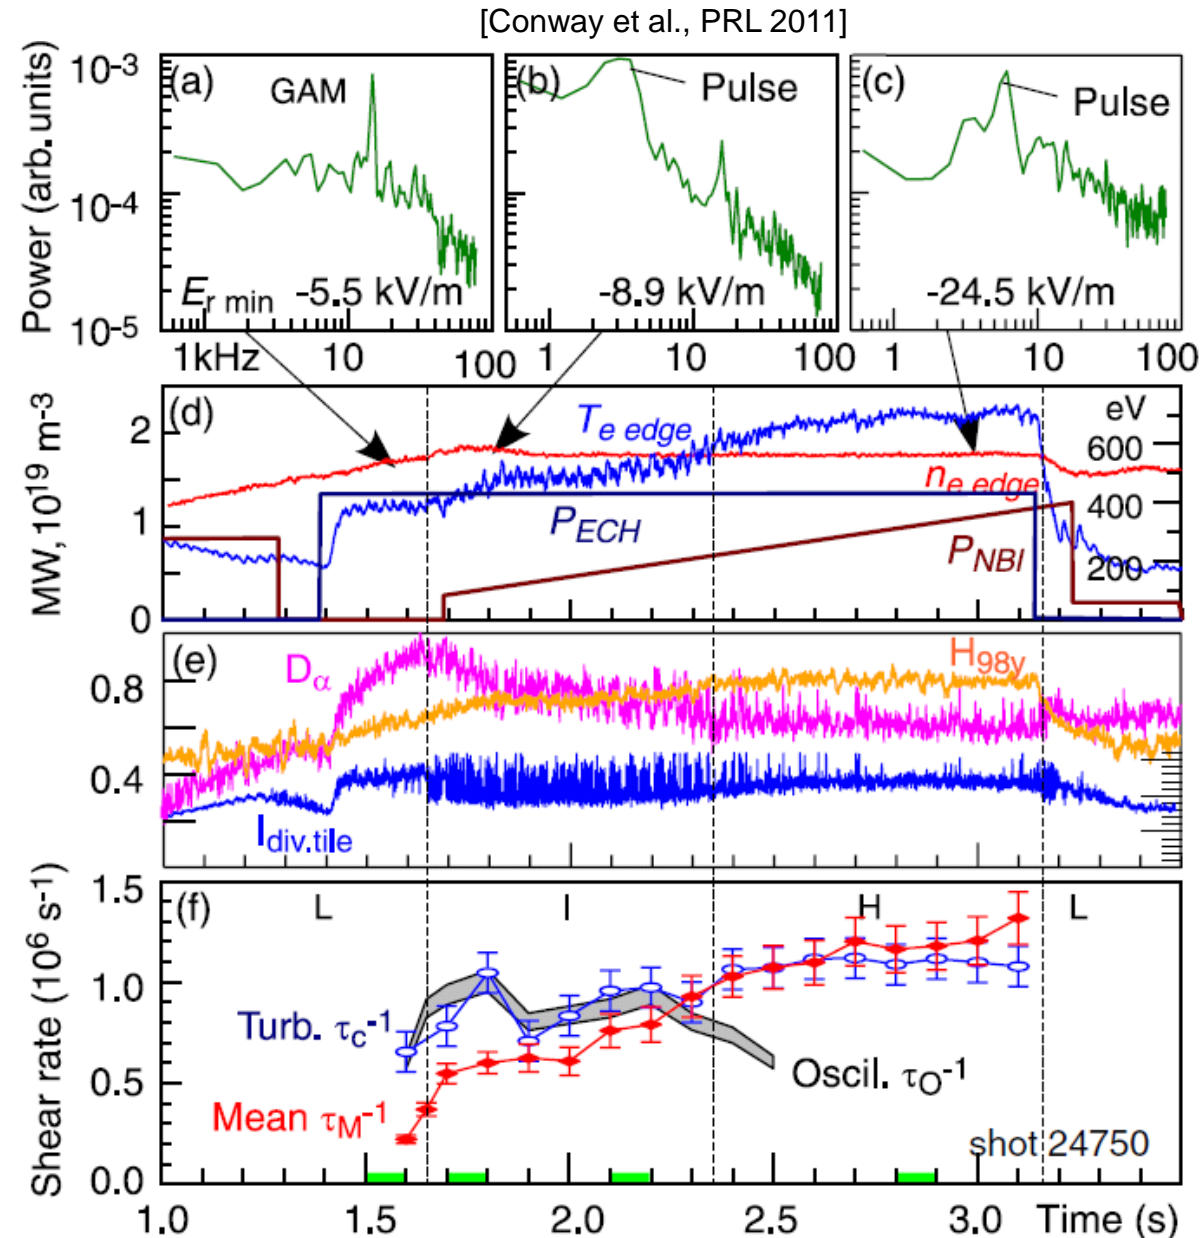 [Conway et al., PRL 2011]
Power (arb. units)
10⁻³
10⁻⁴
10⁻⁵
(a)
GAM
E_r min -5.5 kV/m
(b)
Pulse
-8.9 kV/m
(c)
Pulse
-24.5 kV/m
1kHz 10 100 1 10 100 1 10 100
MW, 10¹⁹ m⁻³
2
1
0
(d)
T_e edge
n_e edge
P_ECH
P_NBI
eV
600
400
200
(e)
0.8
0.4
D_α
H_98y
I_div.tile
Shear rate (10⁶ s⁻¹)
1.5
1.0
0.5
0.0
(f)
L I H L
Turb. τ_c⁻¹
Mean τ_M⁻¹
Oscil. τ_O⁻¹
shot 24750
1.0 1.5 2.0 2.5 3.0 Time (s)